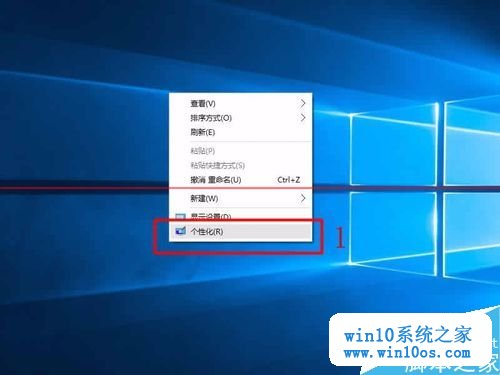 查看(V)
排序方式(O)
刷新(E)
粘贴(P)
粘贴快捷方式(S)
撤消 重命名(U) Ctrl+Z
新建(W)
显示设置(D)
个性化(R)
1
win10系统之家
www.win10os.com
脚本之家